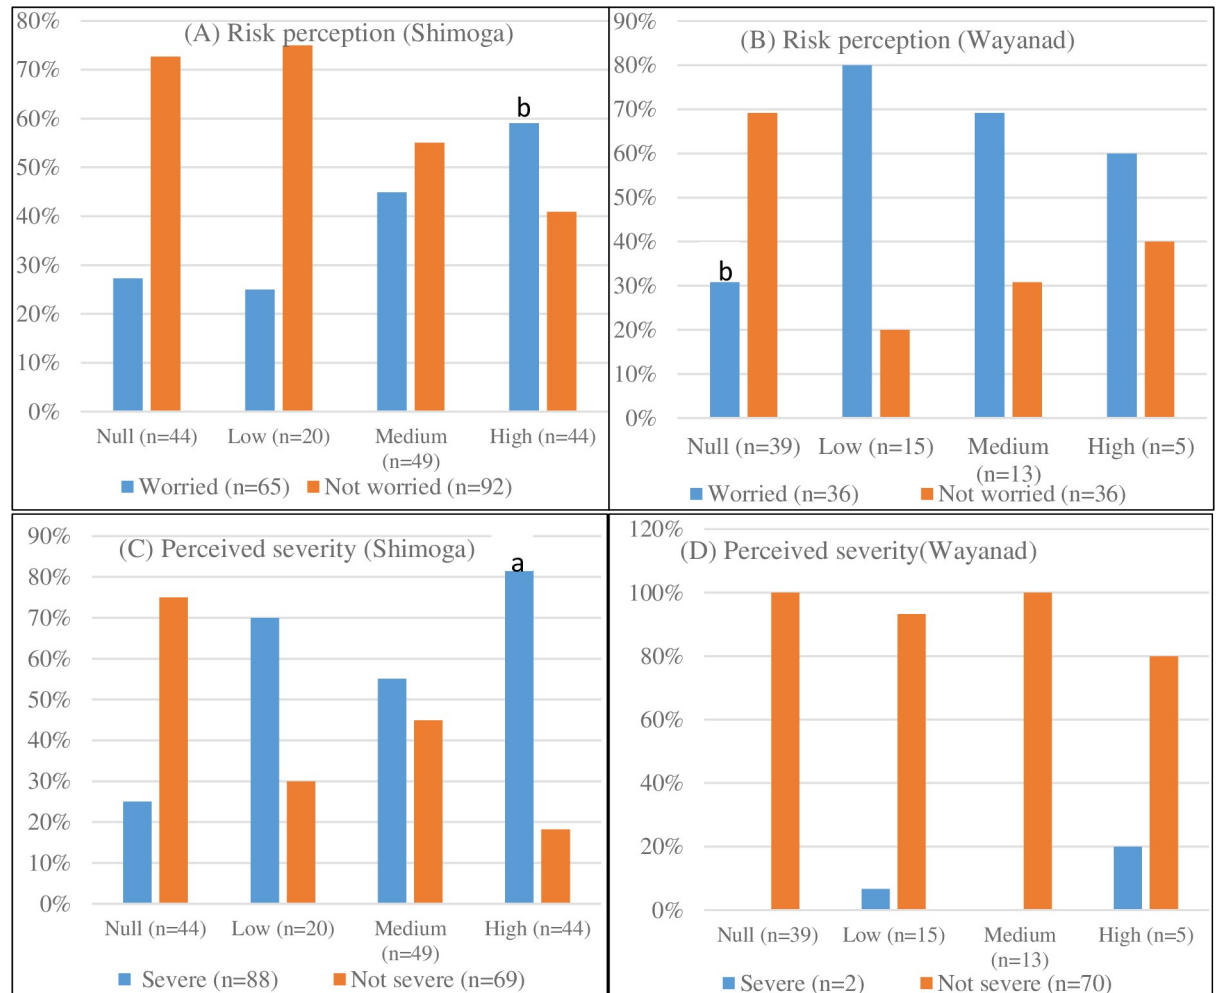 (A) Risk perception (Shimoga)
80%
70%
60%
50%
40%
30%
20%
10%
0%
b
Null (n=44) Low (n=20) Medium High (n=44)
(n=49)
Worried (n=65) Not worried (n=92)
(B) Risk perception (Wayanad)
90%
80%
70%
60%
50%
40%
30%
20%
10%
0%
b
Null (n=39) Low (n=15) Medium High (n=5)
(n=13)
Worried (n=36) Not worried (n=36)
(C) Perceived severity (Shimoga)
90%
80%
70%
60%
50%
40%
30%
20%
10%
0%
a
Null (n=44) Low (n=20) Medium High (n=44)
(n=49)
Severe (n=88) Not severe (n=69)
(D) Perceived severity(Wayanad)
120%
100%
80%
60%
40%
20%
0%
Null (n=39) Low (n=15) Medium High (n=5)
(n=13)
Severe (n=2) Not severe (n=70)